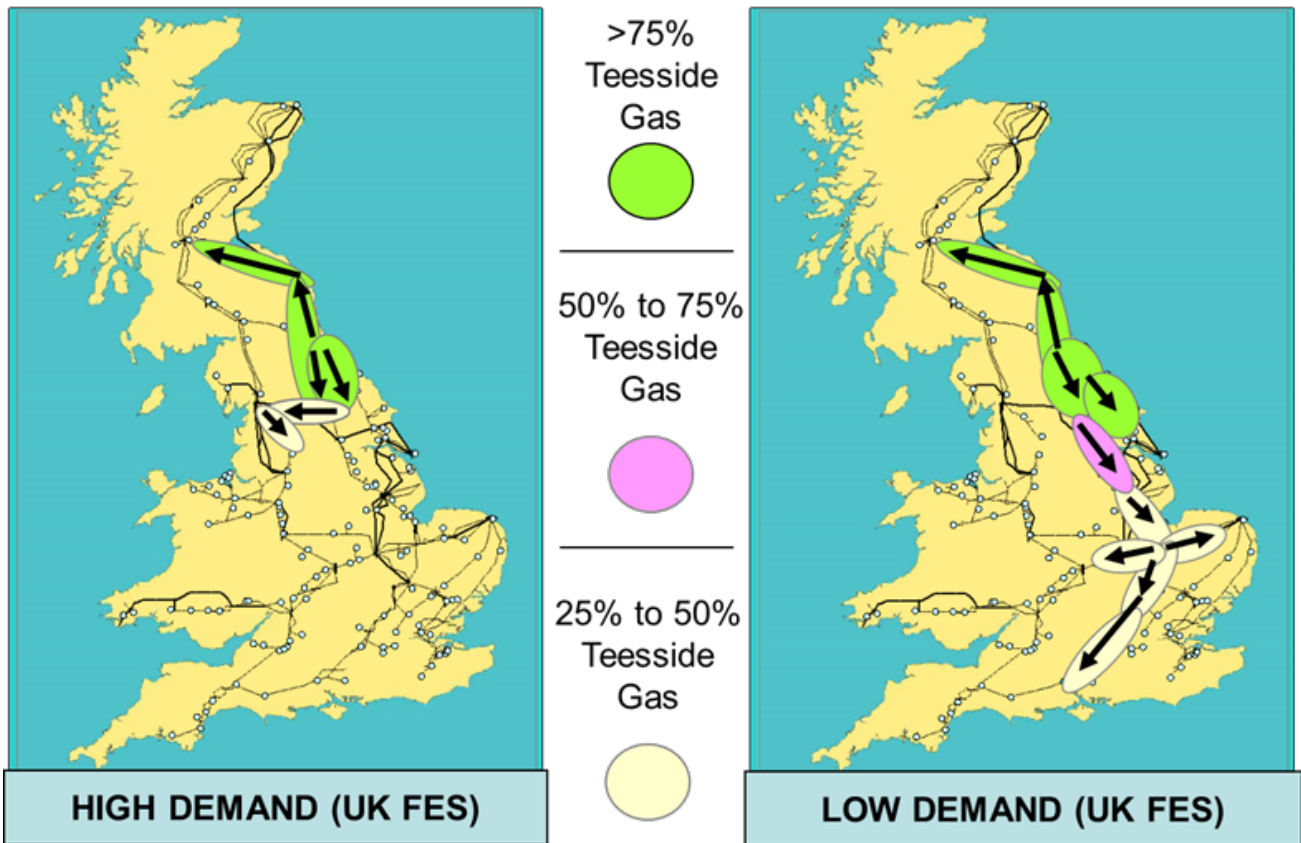 >75%
Teesside
Gas
50% to 75%
Teesside
Gas
25% to 50%
Teesside
Gas
HIGH DEMAND (UK FES)
LOW DEMAND (UK FES)